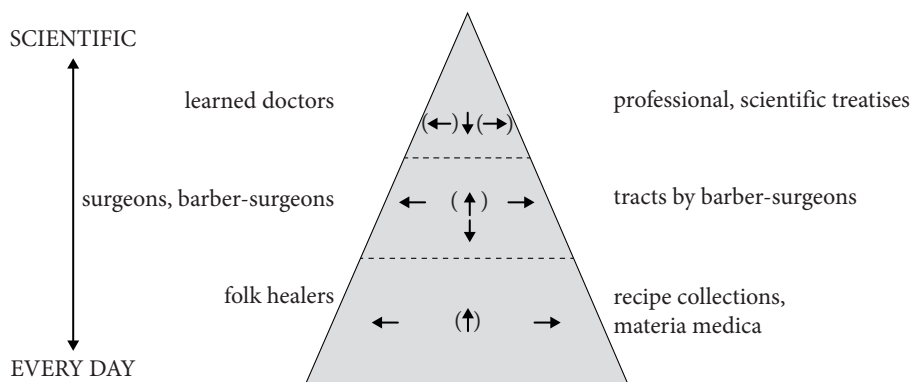 SCIENTIFIC
learned doctors
professional, scientific treatises
( ) ( )
surgeons, barber-surgeons
( )
tracts by barber-surgeons
folk healers
( )
recipe collections,
materia medica
EVERY DAY